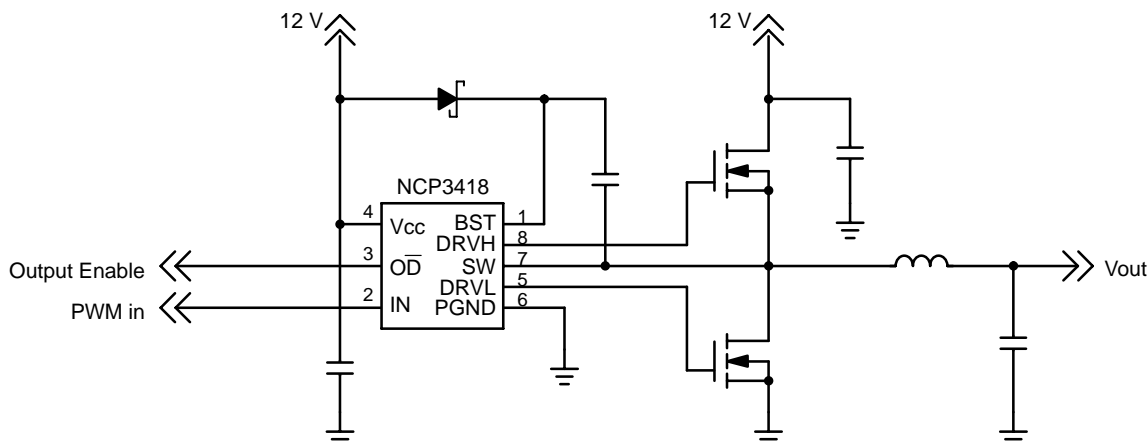 12 V
12 V
NCP3418
4
Vcc
BST
1
DRVH
8
Output Enable
3
OD̅
SW
7
Vout
DRVL
5
PWM in
2
IN
PGND
6